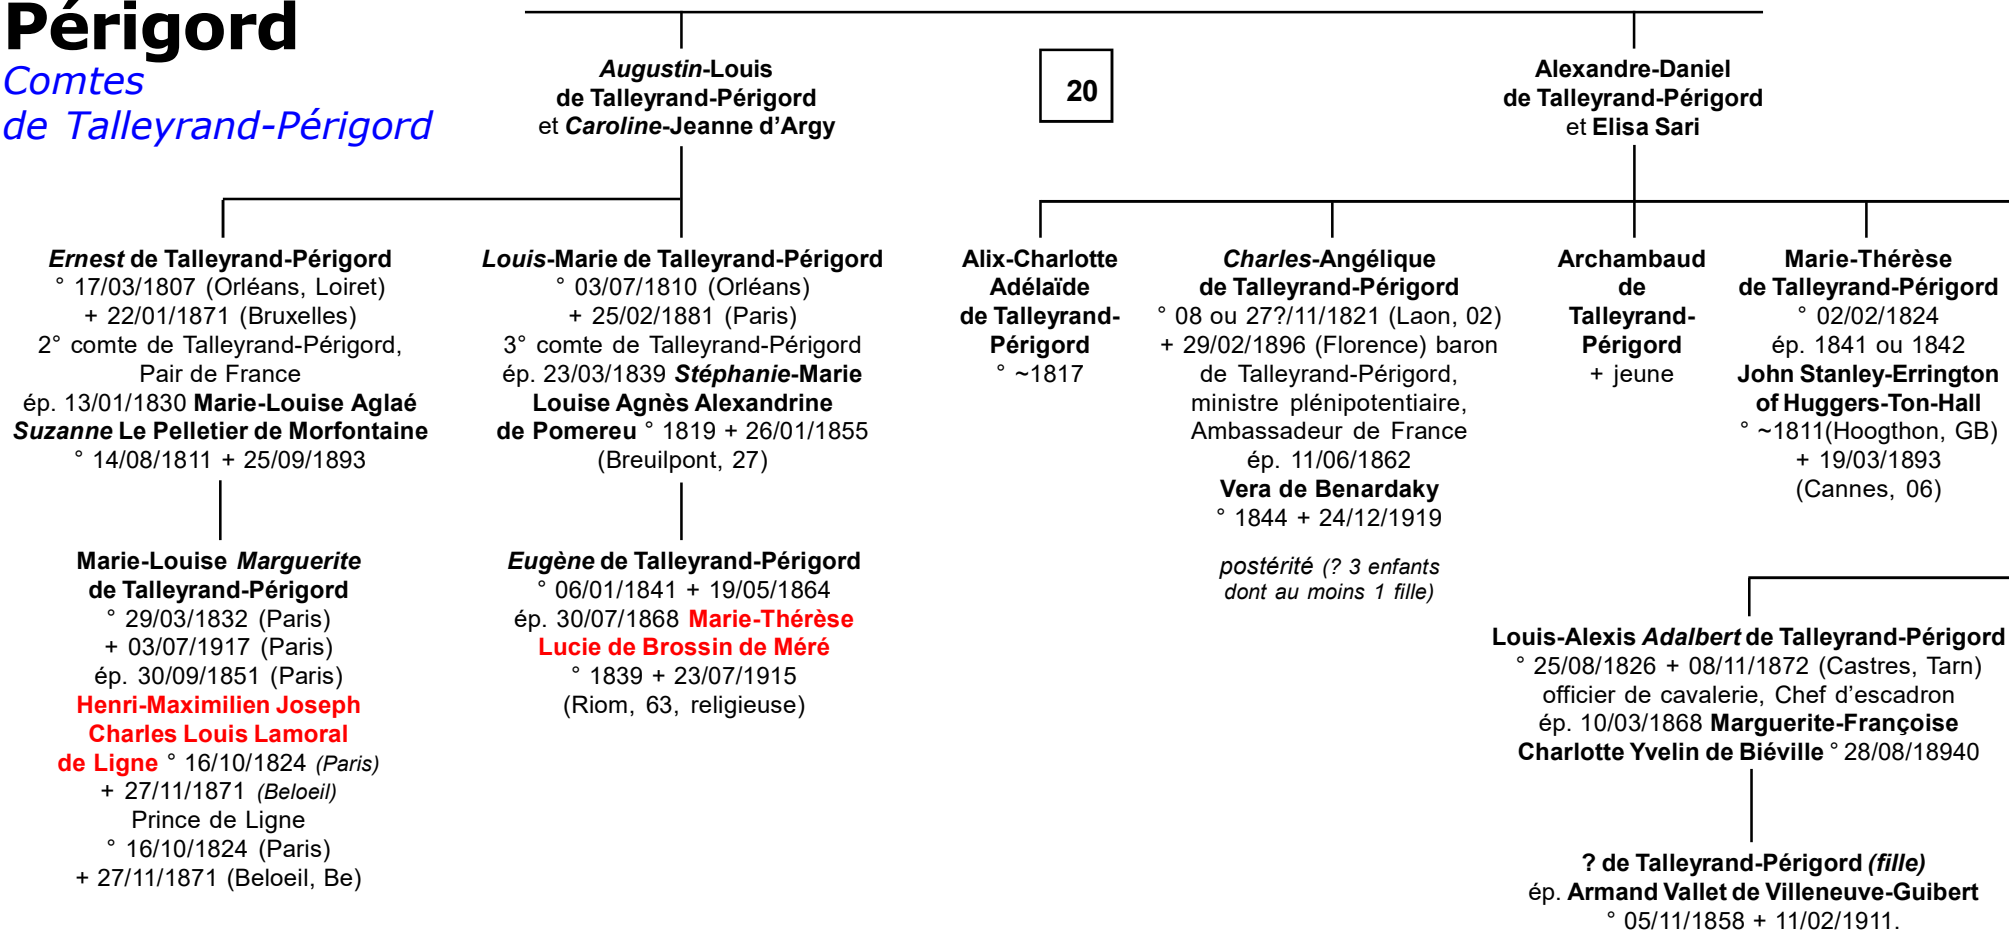 Périgord
Comtes
de Talleyrand-Périgord
Augustin-Louis
de Talleyrand-Périgord
et Caroline-Jeanne d’Argy
20
Alexandre-Daniel
de Talleyrand-Périgord
et Elisa Sari
Ernest de Talleyrand-Périgord
° 17/03/1807 (Orléans, Loiret)
+ 22/01/1871 (Bruxelles)
2° comte de Talleyrand-Périgord,
Pair de France
ép. 13/01/1830 Marie-Louise Aglaé
Suzanne Le Pelletier de Morfontaine
° 14/08/1811 + 25/09/1893
Louis-Marie de Talleyrand-Périgord
° 03/07/1810 (Orléans)
+ 25/02/1881 (Paris)
3° comte de Talleyrand-Périgord
ép. 23/03/1839 Stéphanie-Marie
Louise Agnès Alexandrine
de Pomereu ° 1819 + 26/01/1855
(Breuilpont, 27)
Alix-Charlotte
Adélaïde
de Talleyrand-
Périgord
° ~1817
Charles-Angélique
de Talleyrand-Périgord
° 08 ou 27?/11/1821 (Laon, 02)
+ 29/02/1896 (Florence) baron
de Talleyrand-Périgord,
ministre plénipotentiaire,
Ambassadeur de France
ép. 11/06/1862
Vera de Benardaky
° 1844 + 24/12/1919
postérité (? 3 enfants
dont au moins 1 fille)
Archambaud
de
Talleyrand-
Périgord
+ jeune
Marie-Thérèse
de Talleyrand-Périgord
° 02/02/1824
ép. 1841 ou 1842
John Stanley-Errington
of Huggers-Ton-Hall
° ~1811(Hoogthon, GB)
+ 19/03/1893
(Cannes, 06)
Marie-Louise Marguerite
de Talleyrand-Périgord
° 29/03/1832 (Paris)
+ 03/07/1917 (Paris)
ép. 30/09/1851 (Paris)
Henri-Maximilien Joseph
Charles Louis Lamoral
de Ligne ° 16/10/1824 (Paris)
+ 27/11/1871 (Beloeil)
Prince de Ligne
° 16/10/1824 (Paris)
+ 27/11/1871 (Beloeil, Be)
Eugène de Talleyrand-Périgord
° 06/01/1841 + 19/05/1864
ép. 30/07/1868 Marie-Thérèse
Lucie de Brossin de Méré
° 1839 + 23/07/1915
(Riom, 63, religieuse)
Louis-Alexis Adalbert de Talleyrand-Périgord
° 25/08/1826 + 08/11/1872 (Castres, Tarn)
officier de cavalerie, Chef d’escadron
ép. 10/03/1868 Marguerite-Françoise
Charlotte Yvelin de Biéville ° 28/08/18940
? de Talleyrand-Périgord (fille)
ép. Armand Vallet de Villeneuve-Guibert
° 05/11/1858 + 11/02/1911.